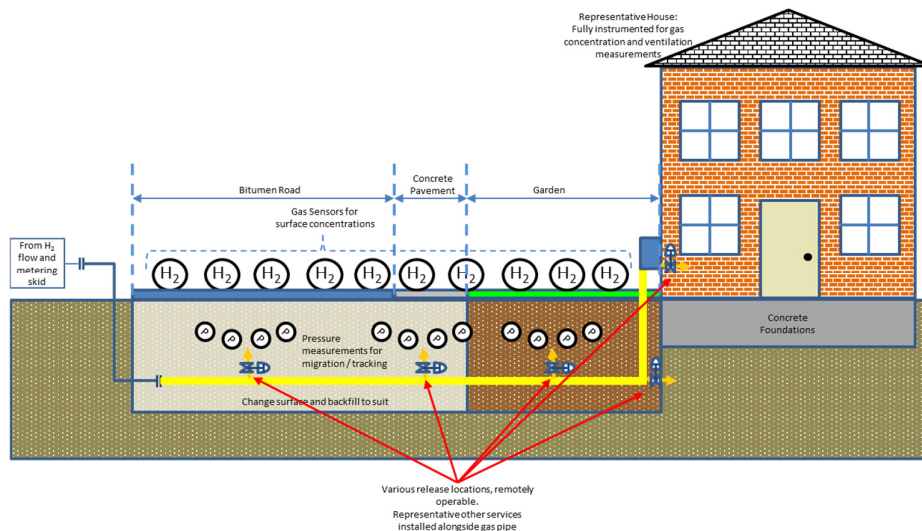 Representative House:
Fully instrumented for gas
concentration and ventilation
measurements
Bitumen Road
Concrete
Pavement
Garden
Gas Sensors for
surface concentrations
From H₂
flow and
metering
skid
H₂ H₂ H₂ H₂ H₂ H₂ H₂ H₂ H₂ H₂
Concrete
Foundations
P P P P P P P P P P P P
Pressure
measurements for
migration / tracking
Change surface and backfill to suit
Various release locations, remotely
operable.
Representative other services
installed alongside gas pipe